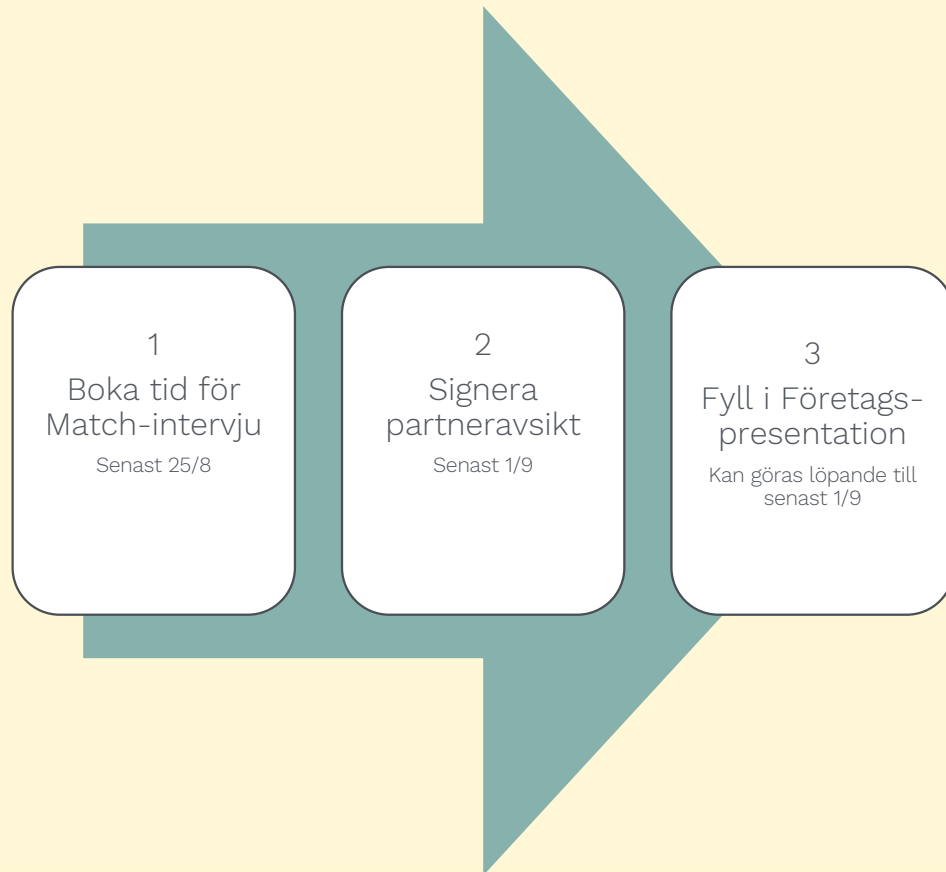 1
Boka tid för
Match-intervju
Senast 25/8
2
Signera
partneravsikt
Senast 1/9
3
Fyll i Företags-
presentation
Kan göras löpande till
senast 1/9